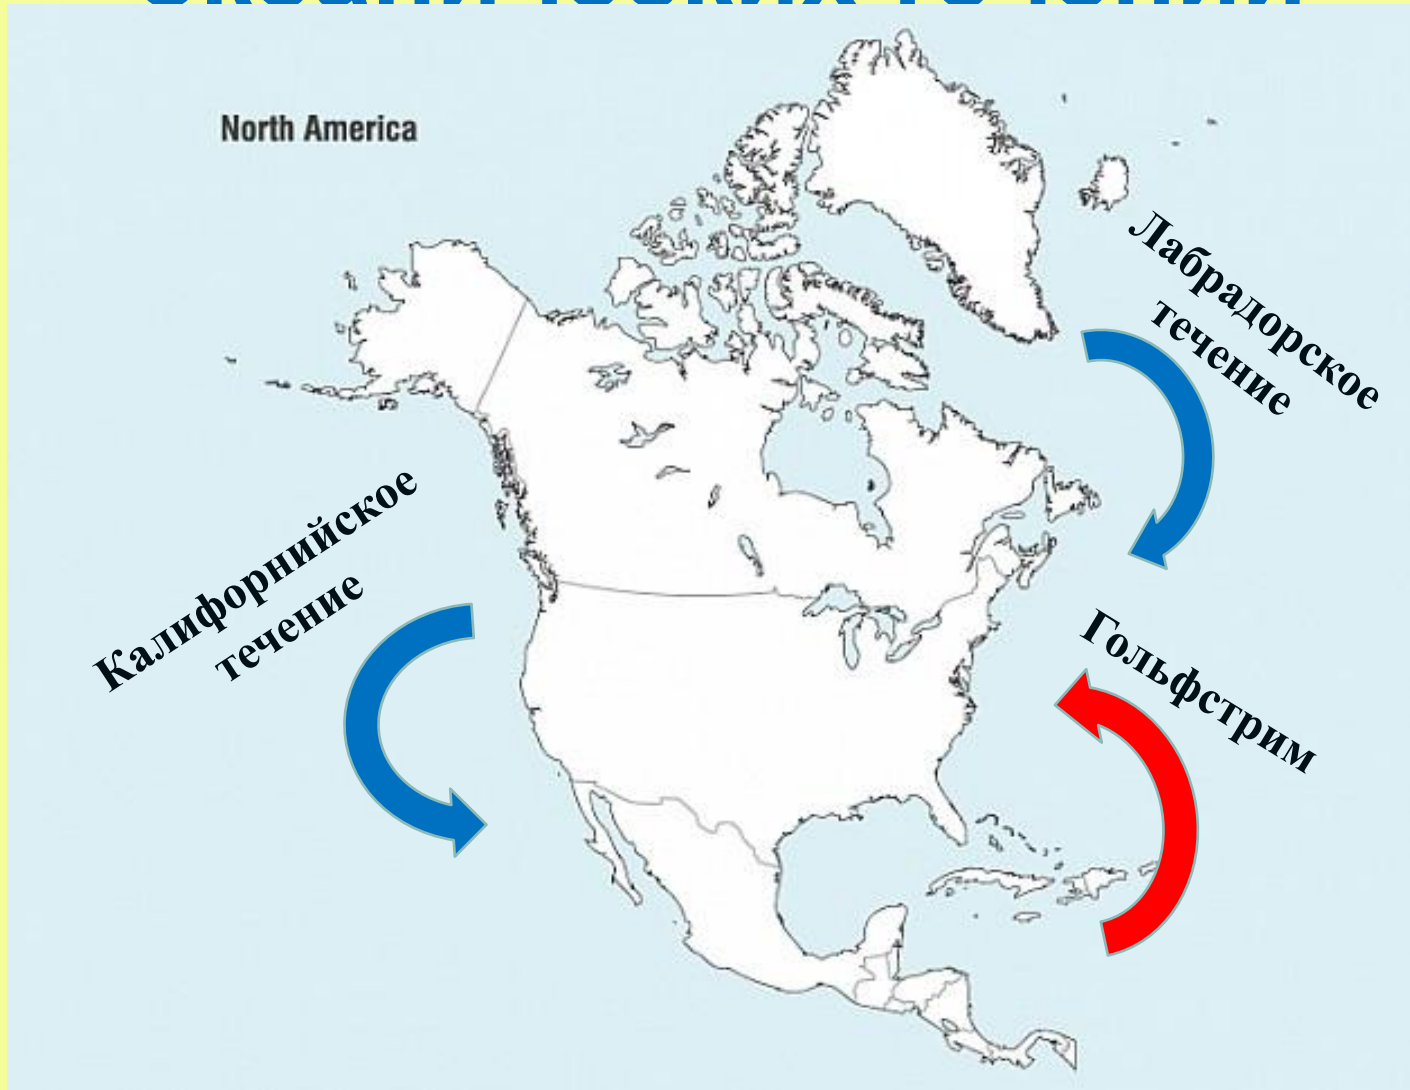 North America
Лабрадорское
течение
Калифорнийское
течение
Гольфстрим